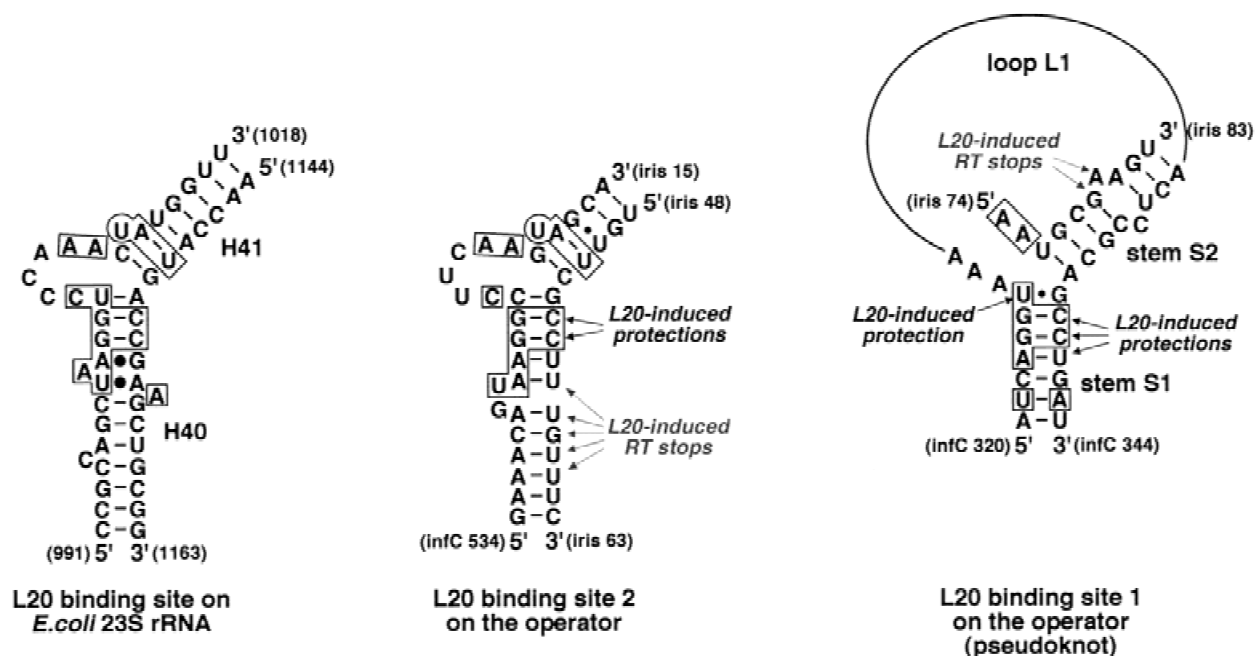 3' (1018)
U 5' (1144)
U A
G A
G C
U U A C
A A A C U A H41
C G
C C U A
G C
G C
A G
A U A
C G A
G C H40
A U
C C G
G C
C G
C G
(991) 5' 3' (1163)
L20 binding site on
E.coli 23S rRNA
A 3' (iris 15)
C U 5' (iris 48)
U A G G
C A A G U U
U C
U C C G
G C L20-induced
G C protections
A U
U A U
G
A U
C G L20-induced
A U RT stops
A U
A U
G C
(infC 534) 5' 3' (iris 63)
L20 binding site 2
on the operator
loop L1
3' (iris 83)
L20-induced
RT stops
U
A A G A
C
G U
(iris 74) 5' C C
A G C
A U G
C stem S2
A A A A
U G
L20-induced
protection
G C L20-induced
G C protections
A U
C G stem S1
U A
A U
(infC 320) 5' 3' (infC 344)
L20 binding site 1
on the operator
(pseudoknot)